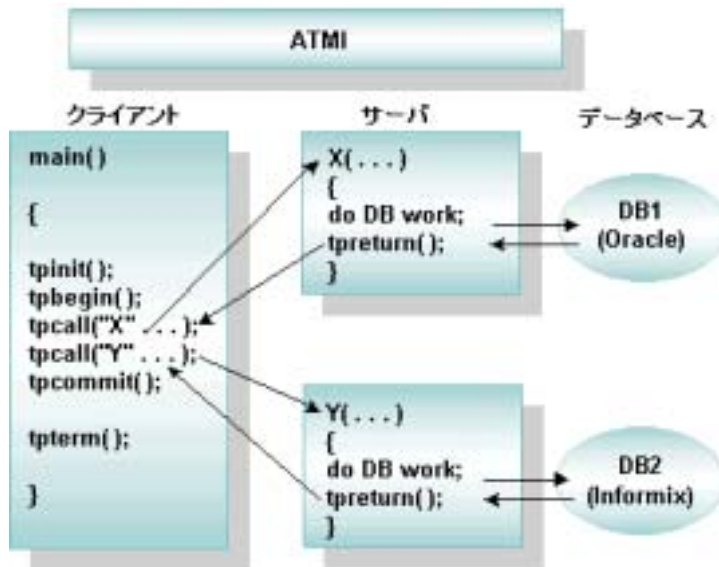 ATMI
クライアント
サーバ
データベース
main()
{
tpinit();
tpbegin();
tpcall("X" ...);
tpcall("Y" ...);
tpcommit();
tpterm();
}
X(...)
{
do DB work;
tpreturn();
}
DB1
(Oracle)
Y(...)
{
do DB work;
tpreturn();
}
DB2
(Informix)